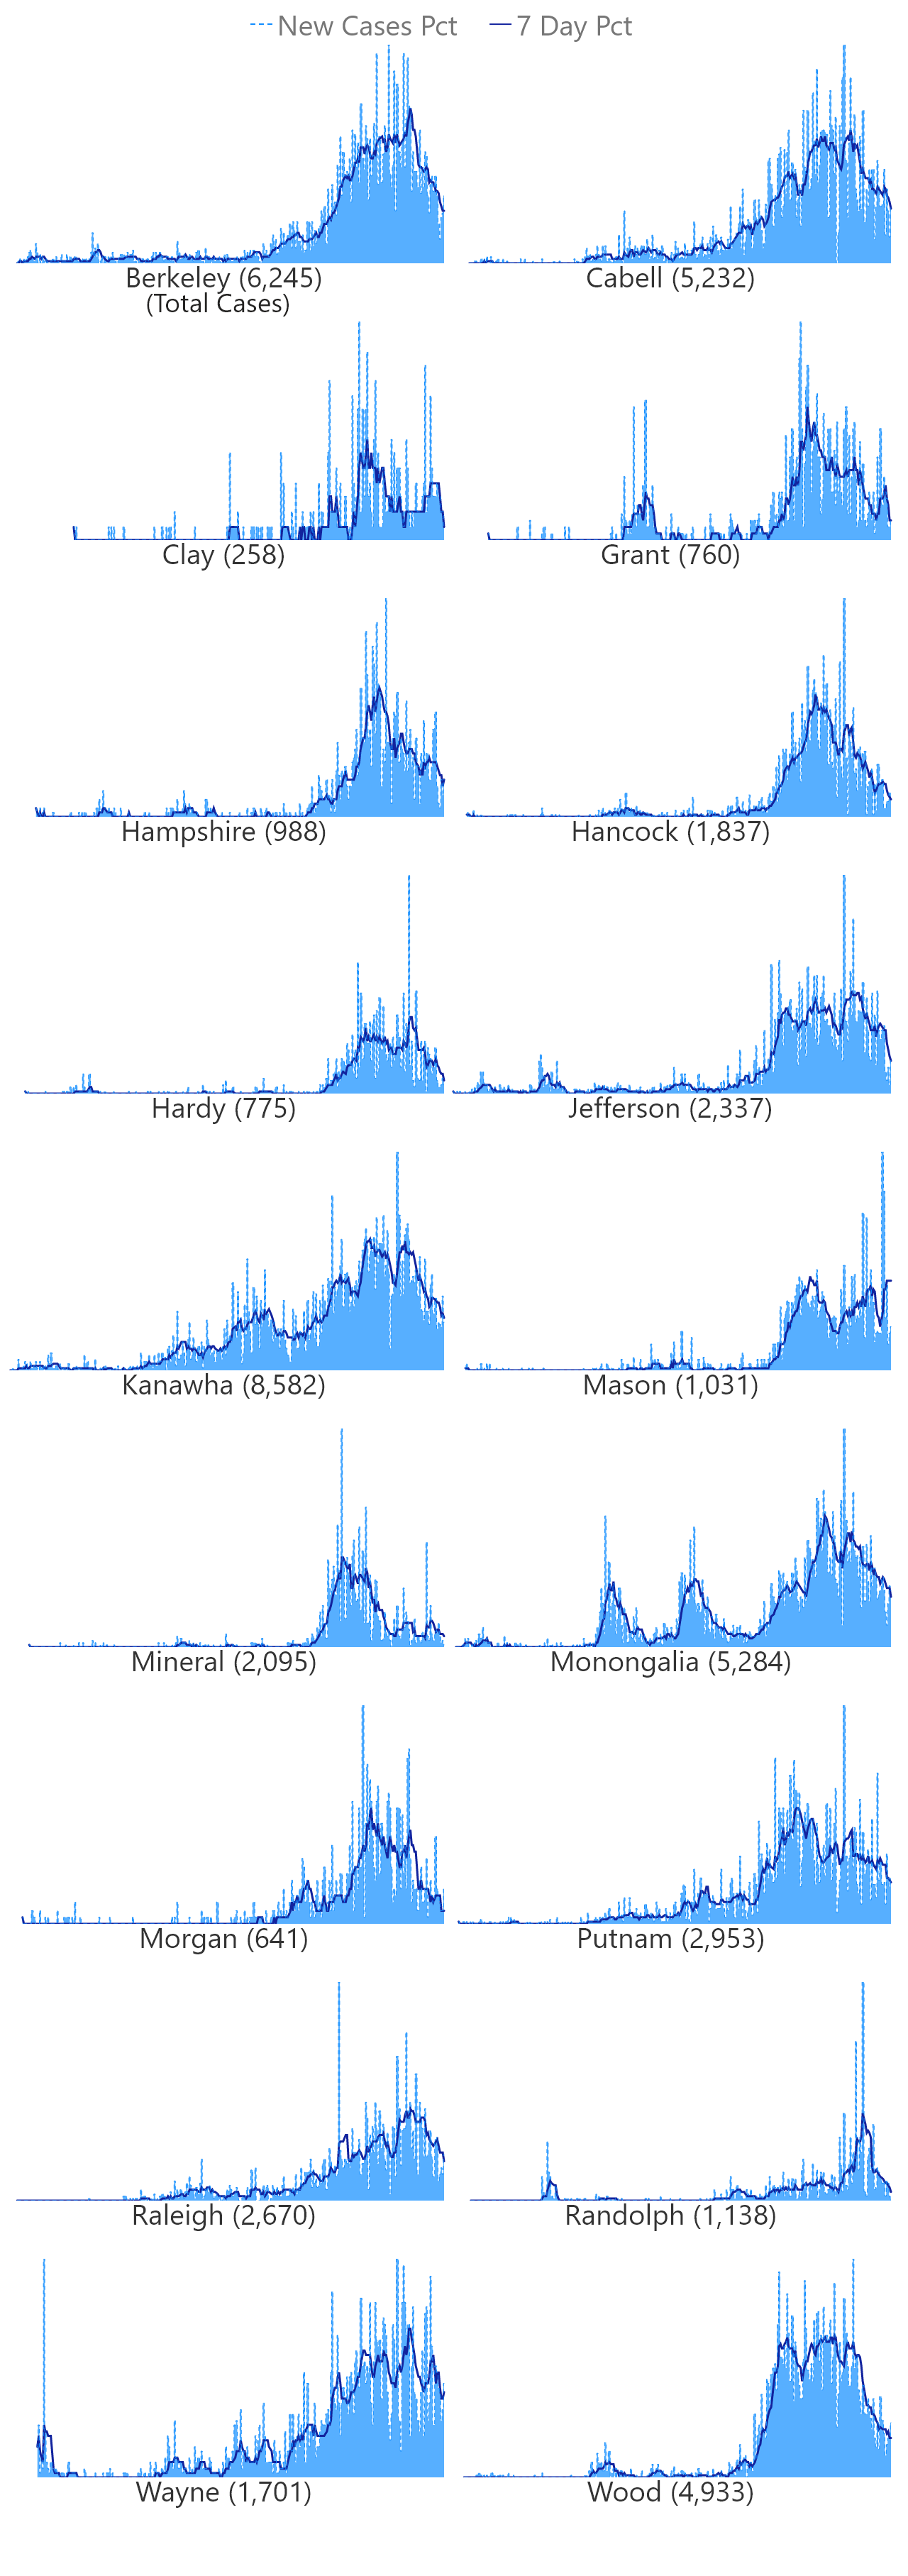 New Cases Pct 7 Day Pct
Berkeley (6,245) Cabell (5,232)
(Total Cases)
Clay (258) Grant (760)
Hampshire (988) Hancock (1,837)
Hardy (775) Jefferson (2,337)
Kanawha (8,582) Mason (1,031)
Mineral (2,095) Monongalia (5,284)
Morgan (641) Putnam (2,953)
Raleigh (2,670) Randolph (1,138)
Wayne (1,701) Wood (4,933)